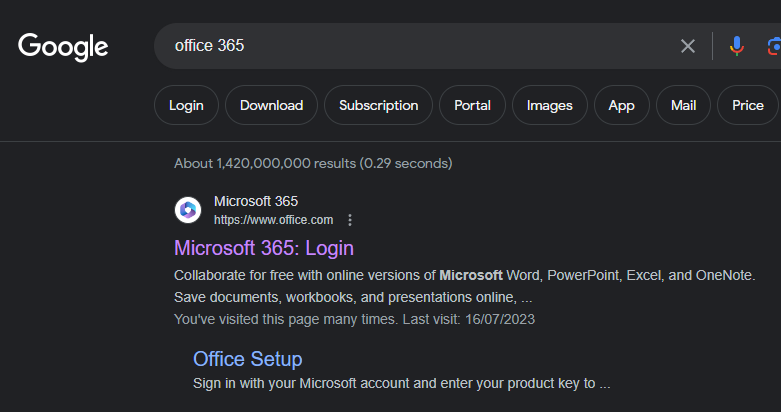 Google
office 365
Login
Download
Subscription
Portal
Images
App
Mail
Price
About 1,420,000,000 results (0.29 seconds)
Microsoft 365
https://www.office.com
Microsoft 365: Login
Collaborate for free with online versions of Microsoft Word, PowerPoint, Excel, and OneNote.
Save documents, workbooks, and presentations online, ...
You've visited this page many times. Last visit: 16/07/2023
Office Setup
Sign in with your Microsoft account and enter your product key to ...